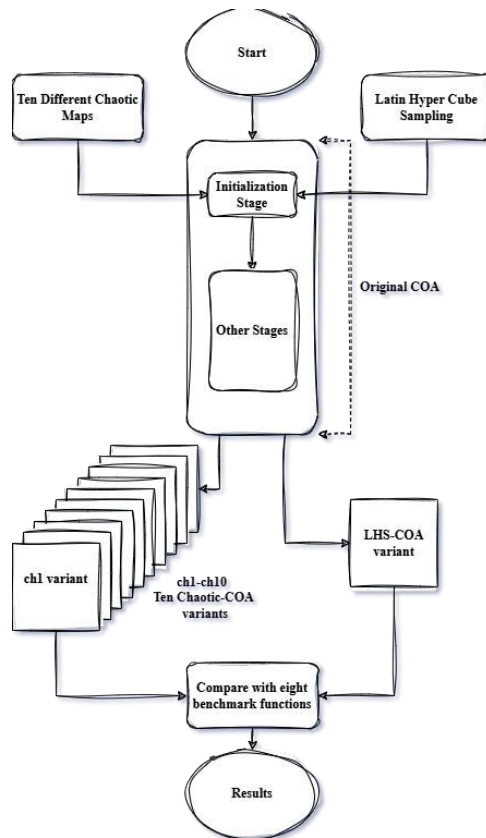 Start
Ten Different Chaotic
Maps
Latin Hyper Cube
Sampling
Initialization
Stage
Original COA
Other Stages
ch1 variant
ch1-ch10
Ten Chaotic-COA
variants
LHS-COA
variant
Compare with eight
benchmark functions
Results